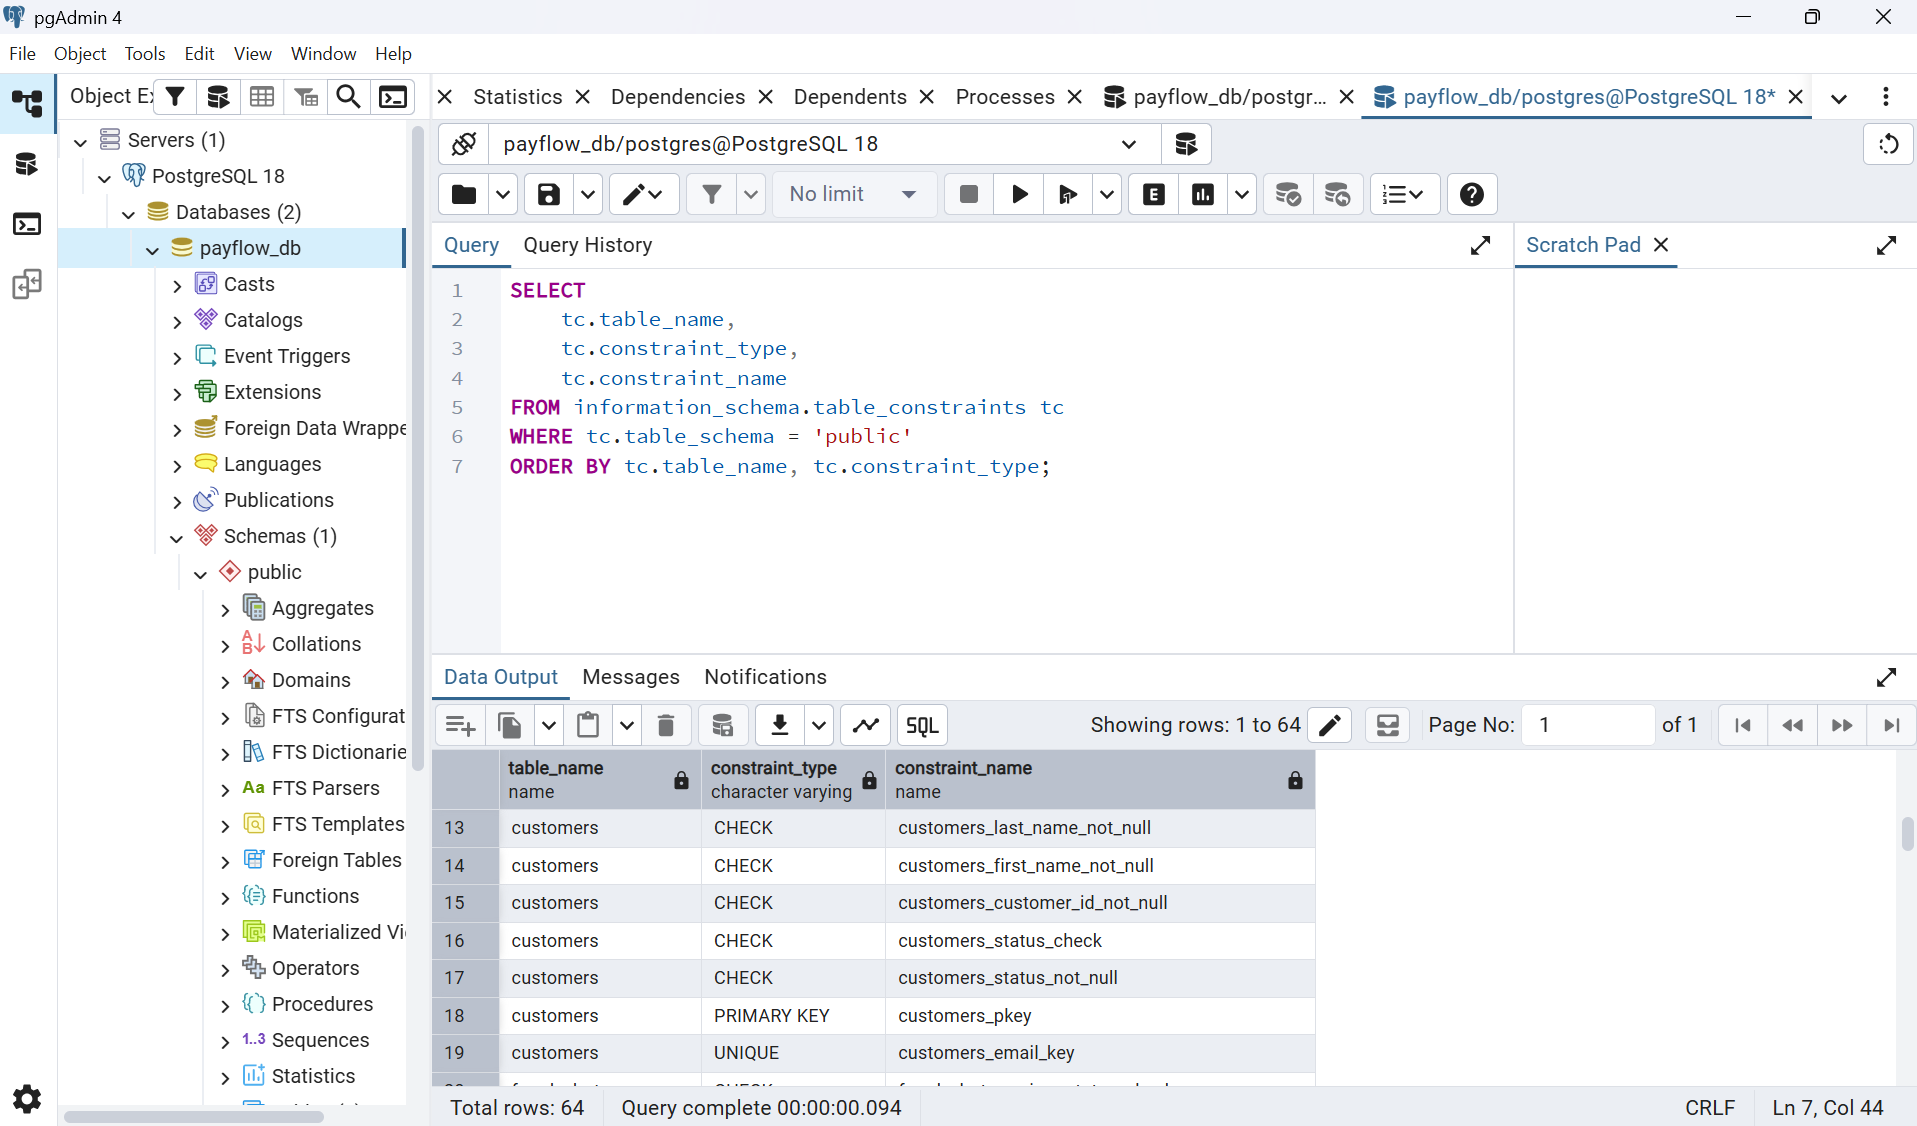 pgAdmin 4
File Object Tools Edit View Window Help
Object Ex
Statistics Dependencies Dependents Processes payflow_db/postgr... payflow_db/postgres@PostgreSQL 18*
Servers (1)
PostgreSQL 18
Databases (2)
payflow_db
Casts
Catalogs
Event Triggers
Extensions
Foreign Data Wrappe
Languages
Publications
Schemas (1)
public
Aggregates
Collations
Domains
FTS Configurat
FTS Dictionarie
Aa FTS Parsers
FTS Templates
Foreign Tables
Functions
Materialized Vi
Operators
Procedures
1..3 Sequences
Statistics
payflow_db/postgres@PostgreSQL 18
No limit
E
Query Query History
Scratch Pad
1 SELECT
2 tc.table_name,
3 tc.constraint_type,
4 tc.constraint_name
5 FROM information_schema.table_constraints tc
6 WHERE tc.table_schema = 'public'
7 ORDER BY tc.table_name, tc.constraint_type;
Data Output Messages Notifications
SQL Showing rows: 1 to 64 Page No: 1 of 1
table_name constraint_type constraint_name
name character varying name
13 customers CHECK customers_last_name_not_null
14 customers CHECK customers_first_name_not_null
15 customers CHECK customers_customer_id_not_null
16 customers CHECK customers_status_check
17 customers CHECK customers_status_not_null
18 customers PRIMARY KEY customers_pkey
19 customers UNIQUE customers_email_key
Total rows: 64 Query complete 00:00:00.094 CRLF Ln 7, Col 44